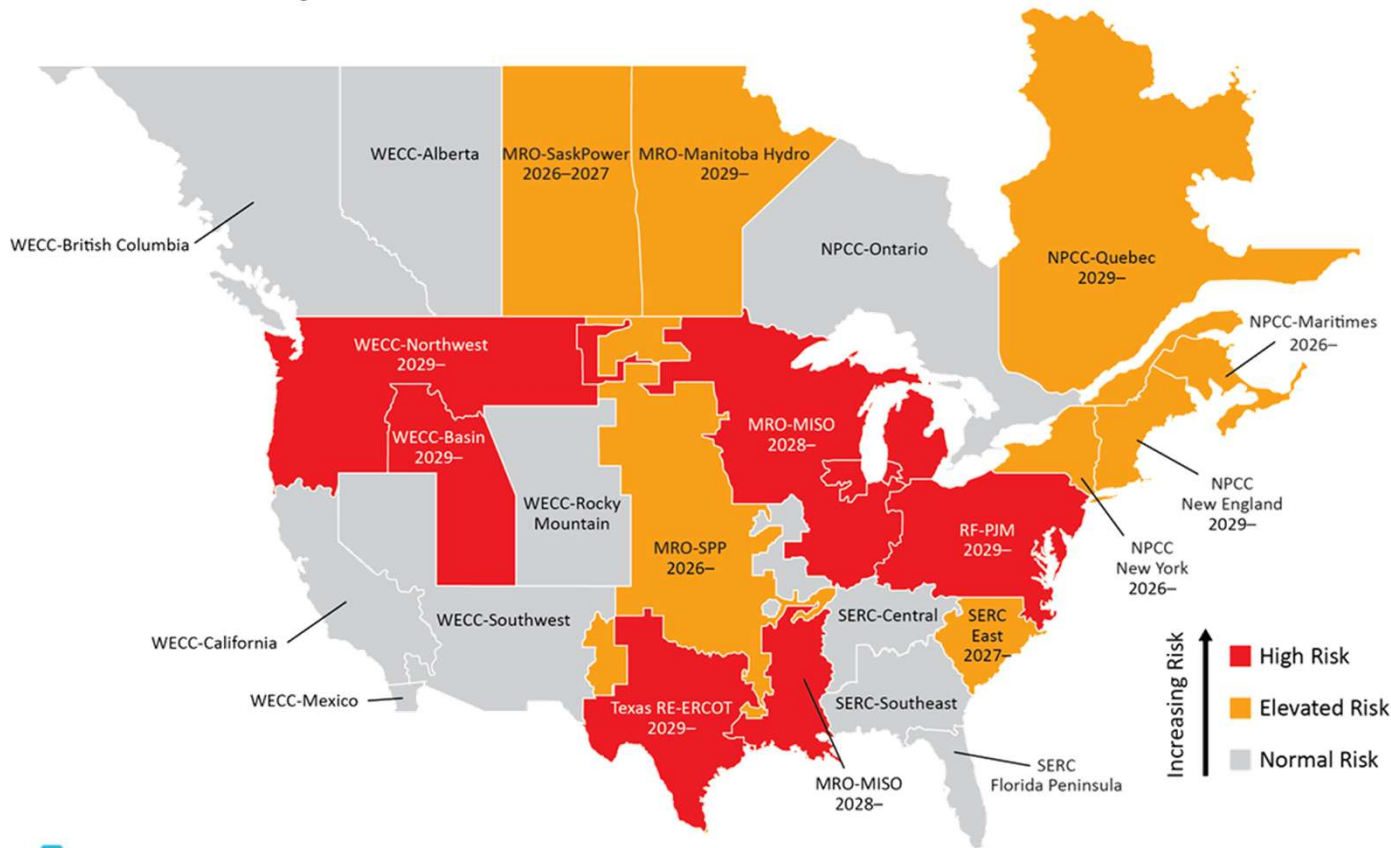 WECC-Alberta
MRO-SaskPower
2026–2027
MRO-Manitoba Hydro
2029–
WECC-British Columbia
NPCC-Ontario
NPCC-Quebec
2029–
NPCC-Maritimes
2026–
WECC-Northwest
2029–
WECC-Basin
2029–
MRO-MISO
2028–
NPCC
New England
2029–
WECC-Rocky
Mountain
MRO-SPP
2026–
RF-PJM
2029–
NPCC
New York
2026–
WECC-Southwest
SERC-Central
SERC
East
2027–
WECC-California
WECC-Mexico
Texas RE-ERCOT
2029–
SERC-Southeast
MRO-MISO
2028–
SERC
Florida Peninsula
Increasing Risk
High Risk
Elevated Risk
Normal Risk